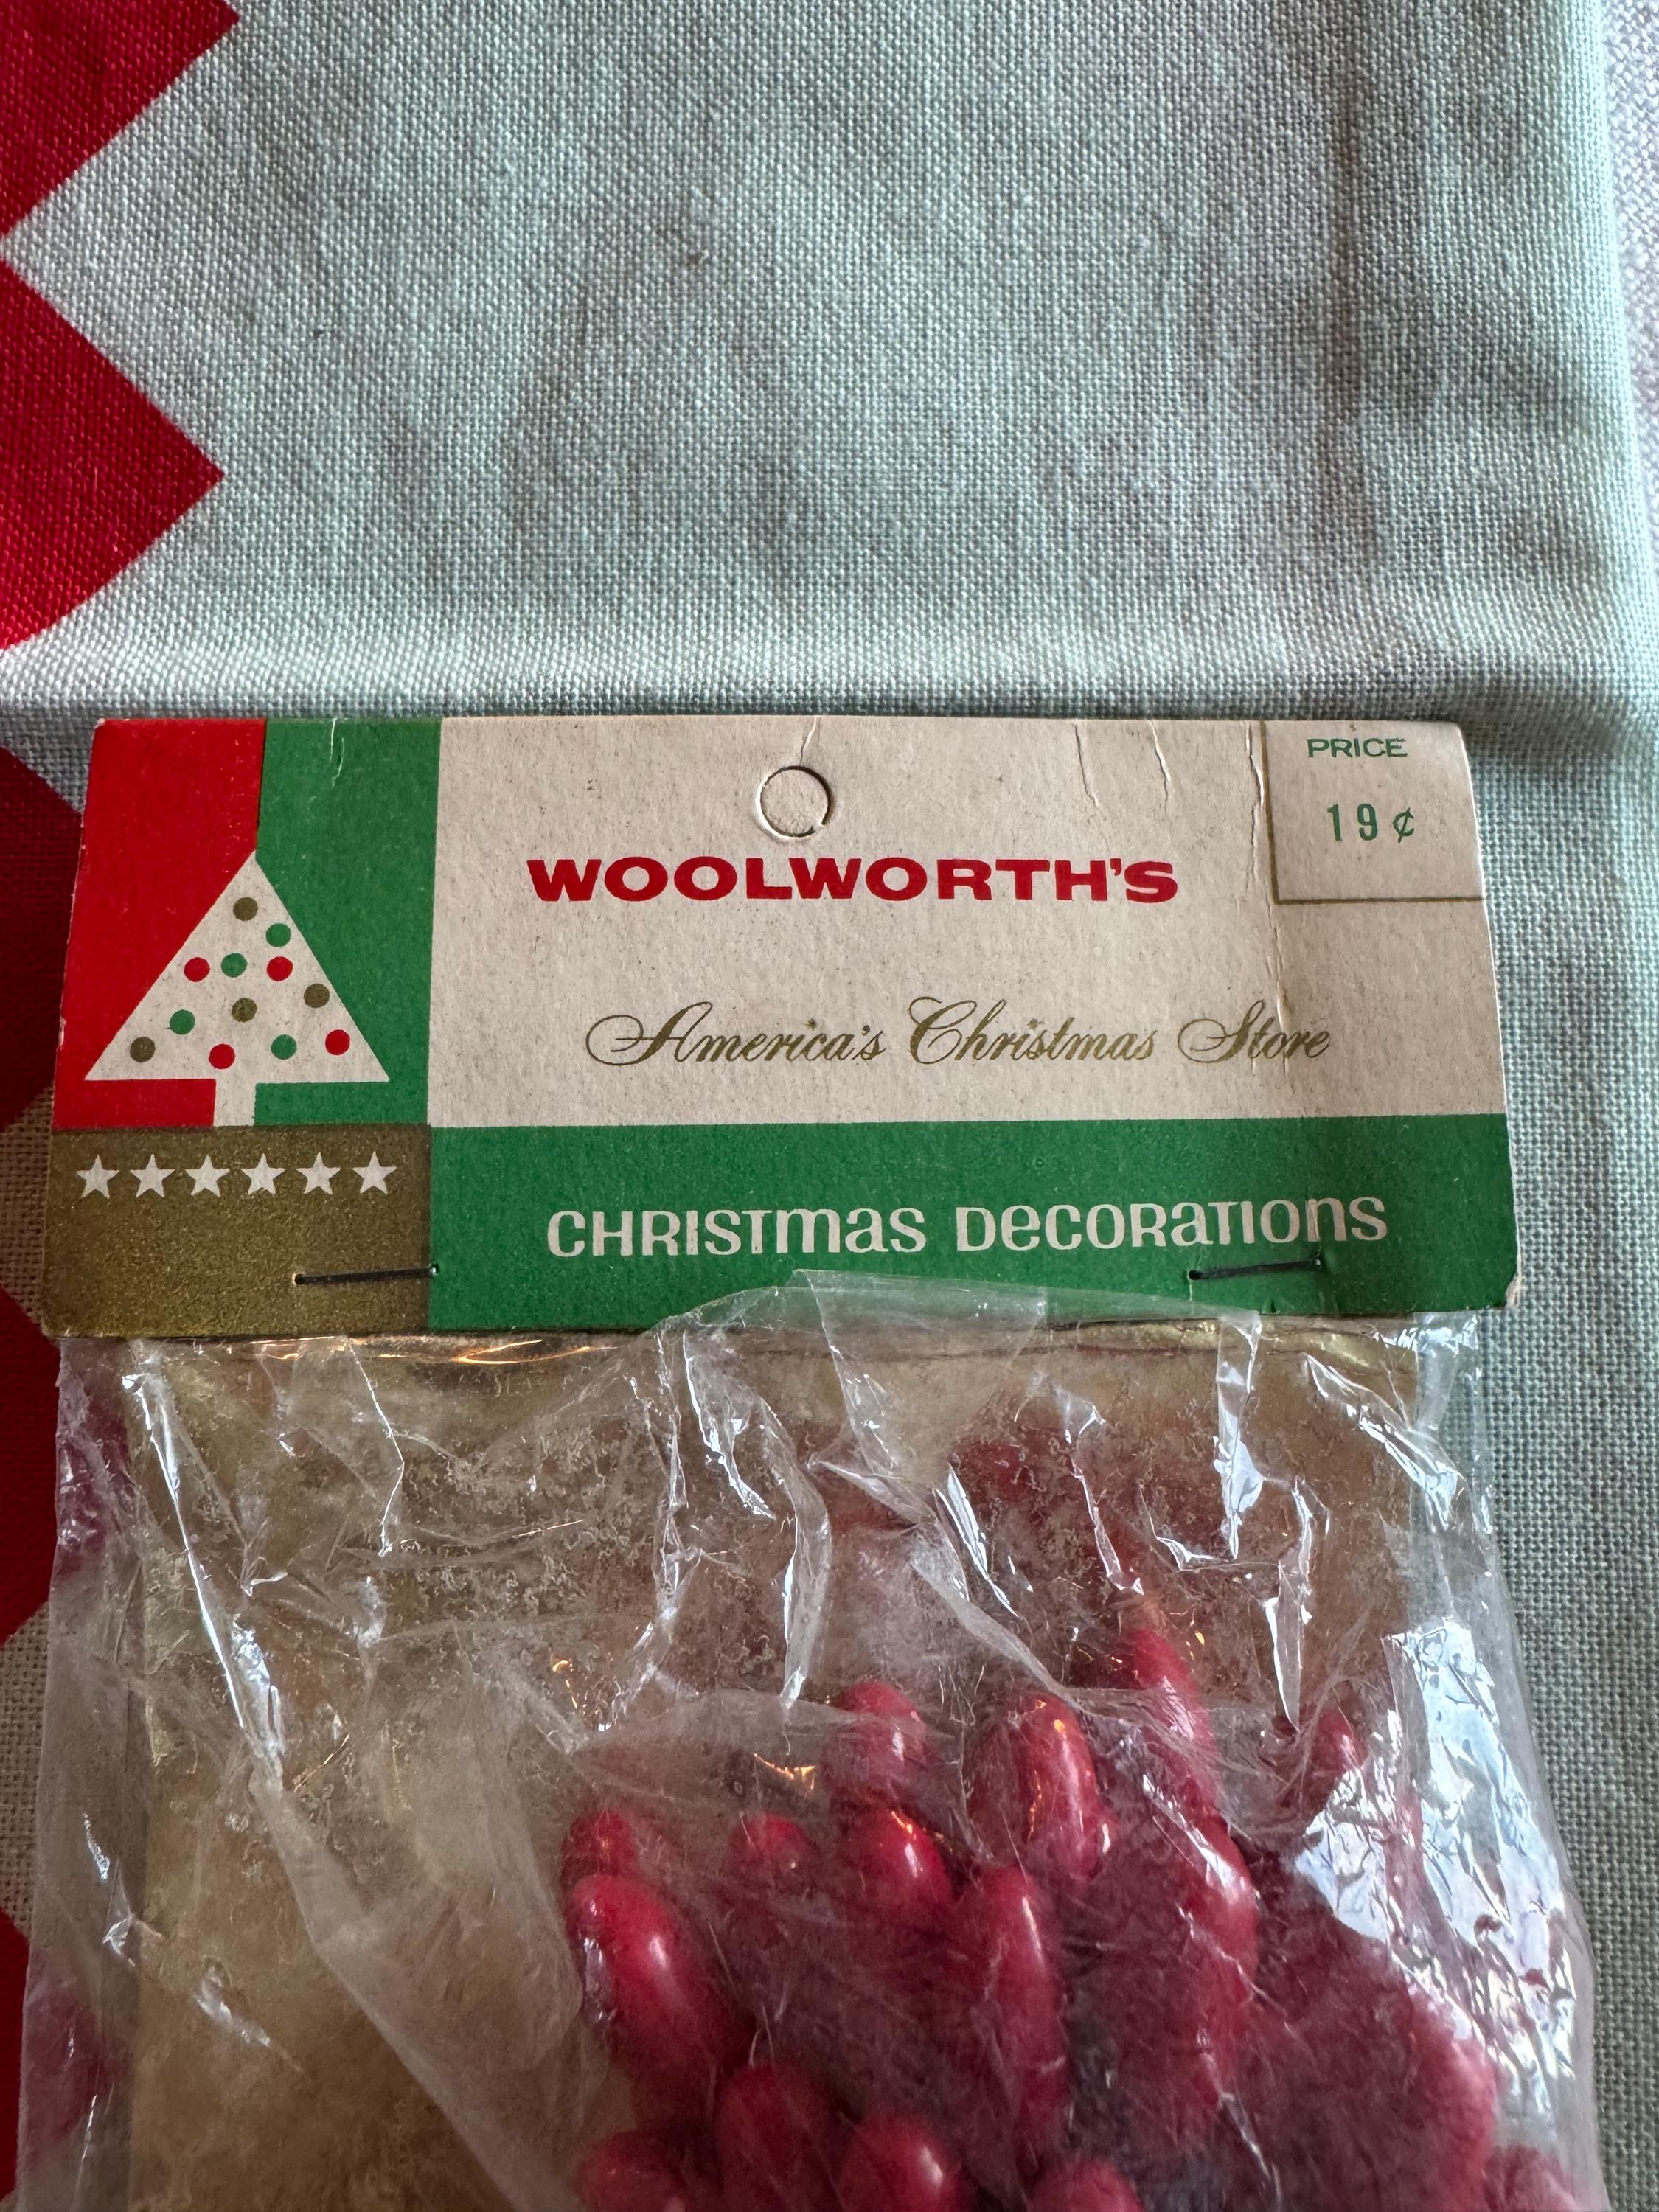 PRICE
19¢
WOOLWORTH'S
America's Christmas Store
CHRISTmas DeCORaTIONS